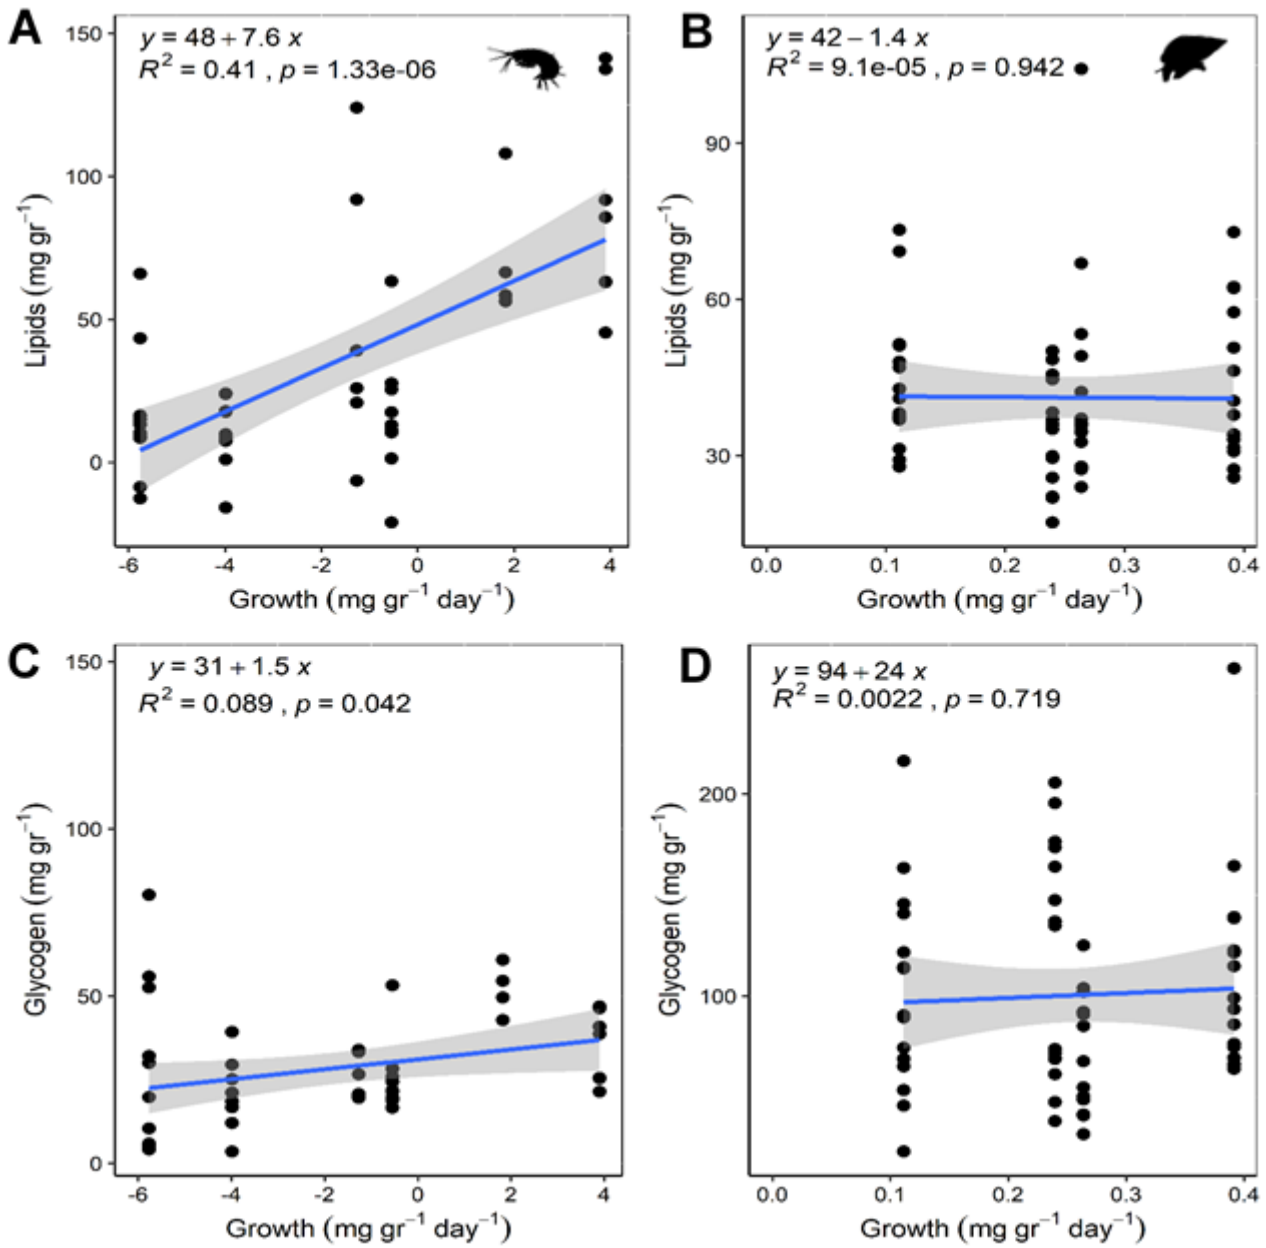 A
y = 48 + 7.6 x
R² = 0.41 , p = 1.33e-06
150
100
50
0
Lipids (mg gr⁻¹)
-6 -4 -2 0 2 4
Growth (mg gr⁻¹ day⁻¹)
B
y = 42 − 1.4 x
R² = 9.1e-05 , p = 0.942
90
60
30
Lipids (mg gr⁻¹)
0.0 0.1 0.2 0.3 0.4
Growth (mg gr⁻¹ day⁻¹)
C
y = 31 + 1.5 x
R² = 0.089 , p = 0.042
150
100
50
0
Glycogen (mg gr⁻¹)
-6 -4 -2 0 2 4
Growth (mg gr⁻¹ day⁻¹)
D
y = 94 + 24 x
R² = 0.0022 , p = 0.719
200
100
Glycogen (mg gr⁻¹)
0.0 0.1 0.2 0.3 0.4
Growth (mg gr⁻¹ day⁻¹)